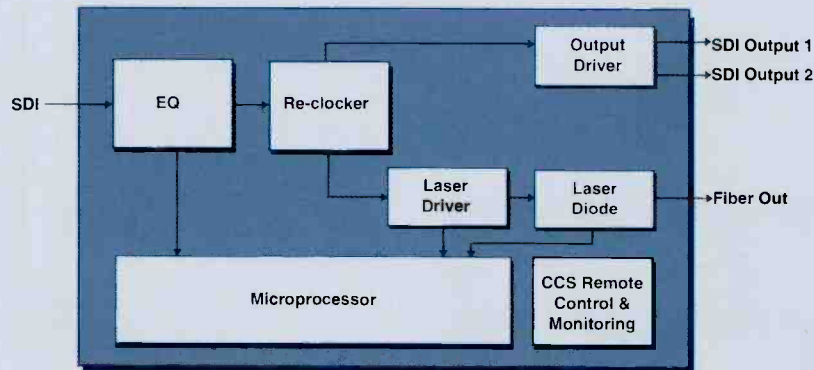 Output
Driver
SDI Output 1
SDI Output 2
SDI
EQ
Re-clocker
Laser
Driver
Laser
Diode
Fiber Out
Microprocessor
CCS Remote
Control &
Monitoring